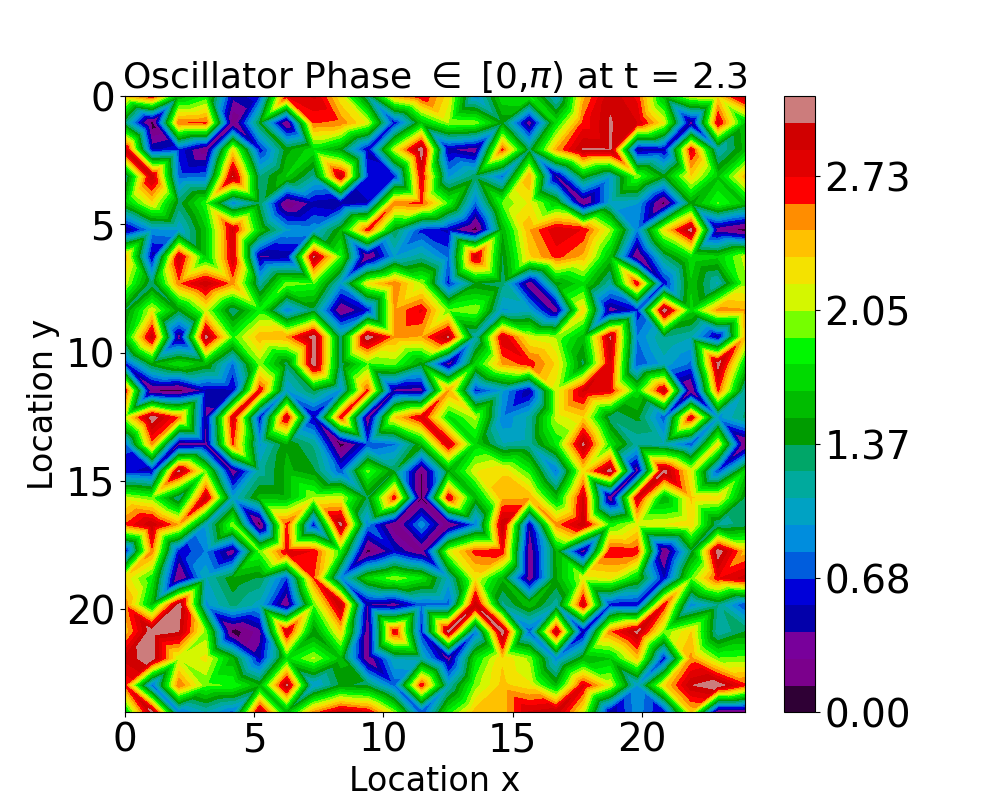 Oscillator Phase ∈ [0,π) at t = 2.3
0
5
10
15
20
Location y
0 5 10 15 20
Location x
2.73
2.05
1.37
0.68
0.00